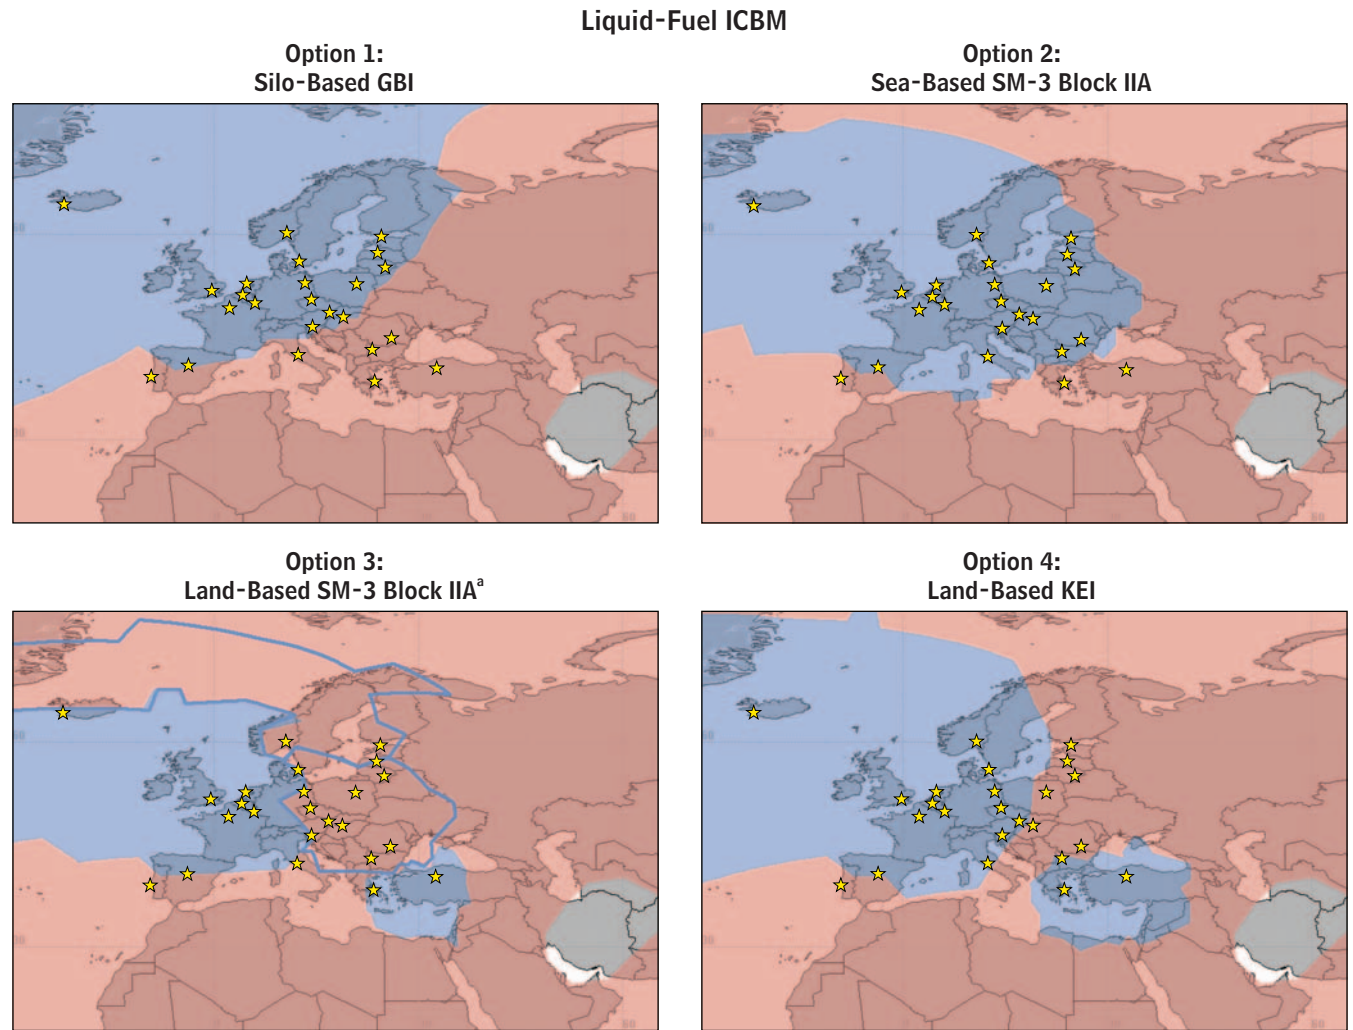 Liquid-Fuel ICBM
Option 1:
Silo-Based GBI
Option 2:
Sea-Based SM-3 Block IIA
Option 3:
Land-Based SM-3 Block IIAª
Option 4:
Land-Based KEI